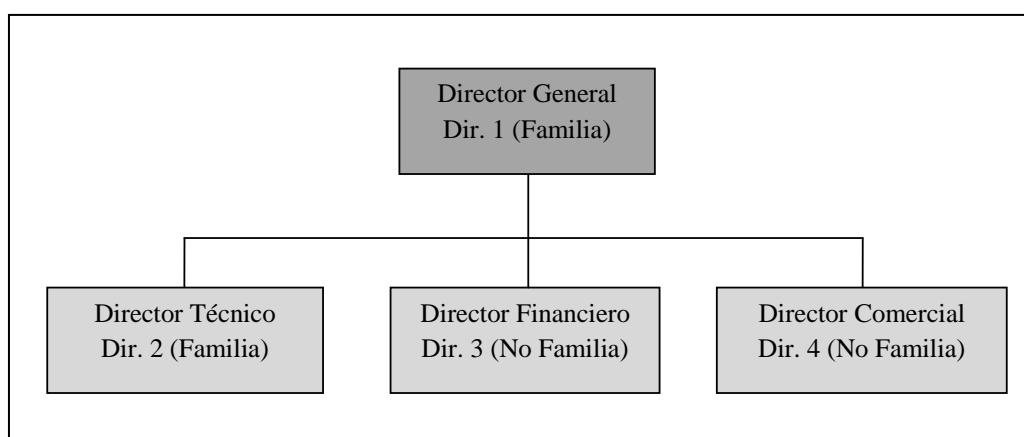 Director General
Dir. 1 (Familia)
Director Técnico
Dir. 2 (Familia)
Director Financiero
Dir. 3 (No Familia)
Director Comercial
Dir. 4 (No Familia)